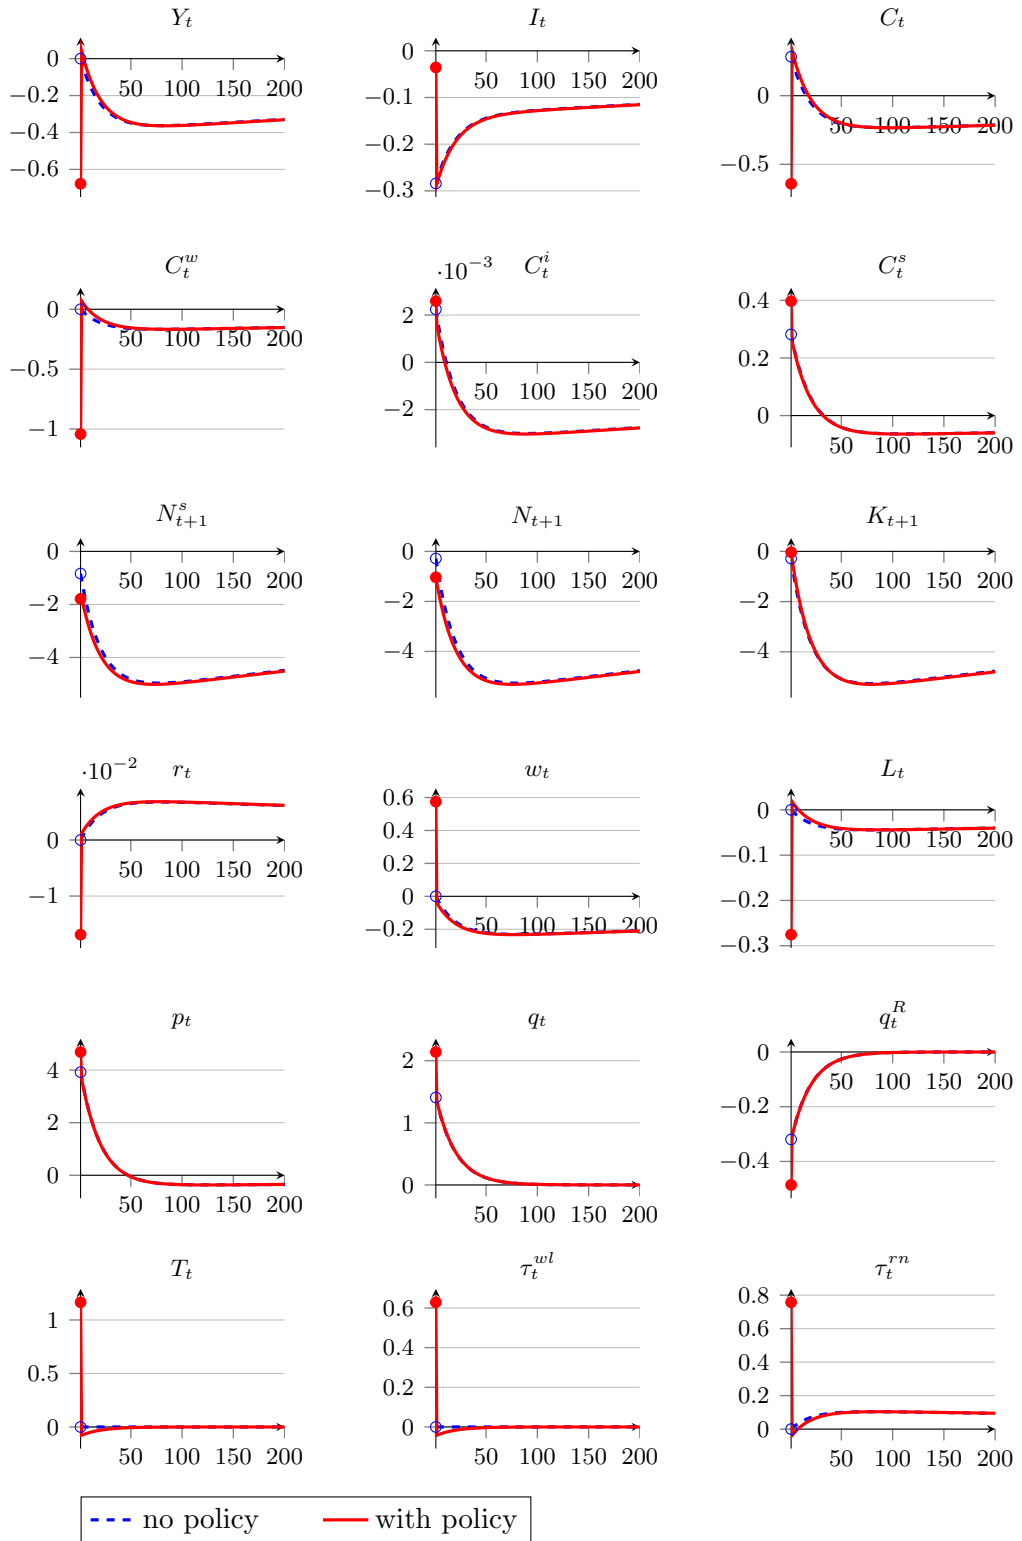 Y_t I_t C_t
0 −0.2 −0.4 −0.6 50 100 150 200
0 −0.1 −0.2 −0.3 50 100 150 200
0 −0.5 50 100 150 200
C_t^w C_t^i C_t^s
0 −0.5 −1 50 100 150 200
·10^{−3} 2 0 −2 50 100 150 200
0.4 0.2 0 50 100 150 200
N_{t+1}^s N_{t+1} K_{t+1}
0 −2 −4 50 100 150 200
0 −2 −4 50 100 150 200
0 −2 −4 50 100 150 200
r_t w_t L_t
·10^{−2} 0 −1 50 100 150 200
0.6 0.4 0.2 0 −0.2 50 100 150 200
0 −0.1 −0.2 −0.3 50 100 150 200
p_t q_t q_t^R
4 2 0 50 100 150 200
2 1 0 50 100 150 200
0 −0.2 −0.4 50 100 150 200
T_t τ_t^{wl} τ_t^{rn}
1 0.5 0 50 100 150 200
0.6 0.4 0.2 0 50 100 150 200
0.8 0.6 0.4 0.2 0 50 100 150 200
no policy with policy